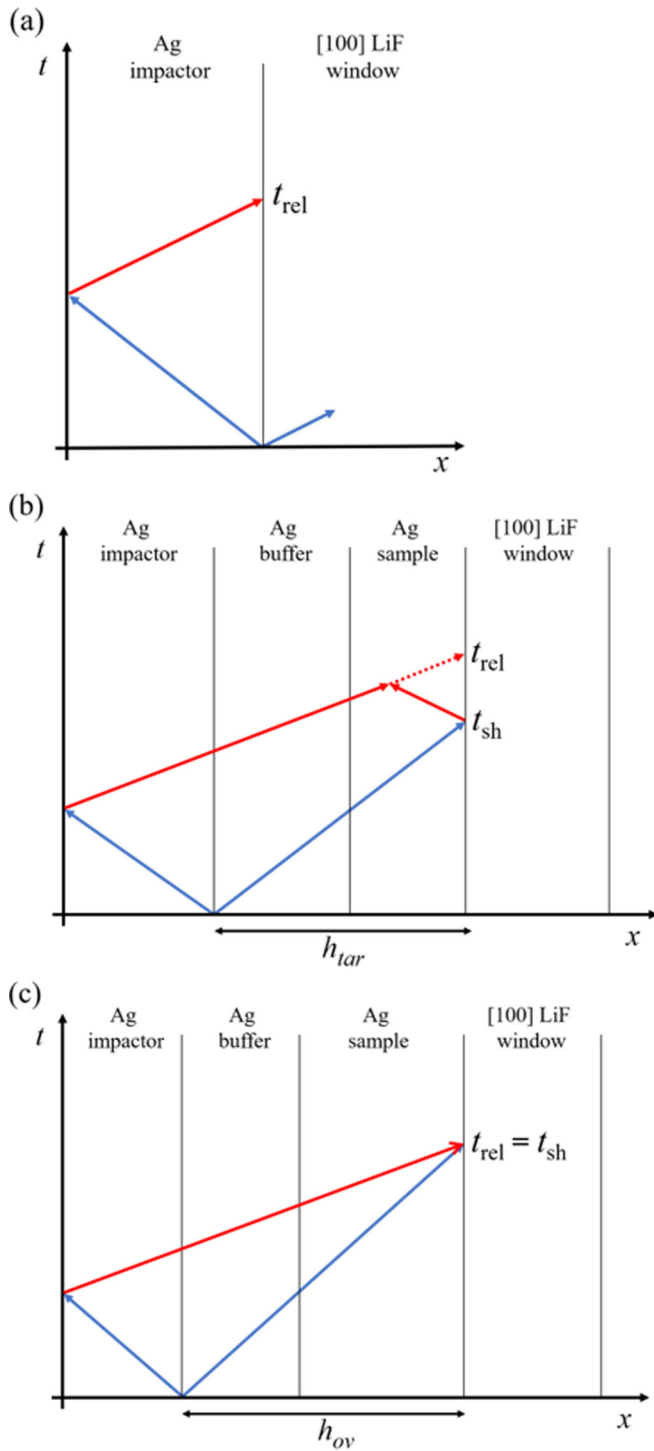 (a)
Ag
impactor
[100] LiF
window
t
t_rel
x
(b)
Ag
impactor
Ag
buffer
Ag
sample
[100] LiF
window
t
t_rel
t_sh
x
h_tar
(c)
Ag
impactor
Ag
buffer
Ag
sample
[100] LiF
window
t
t_rel = t_sh
x
h_ov